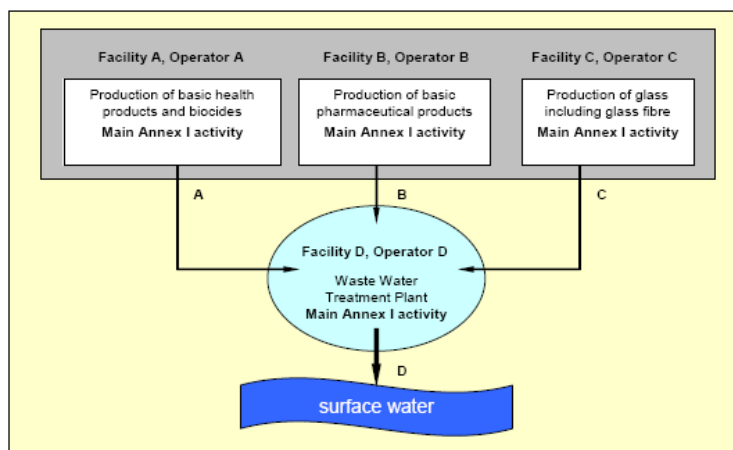 Facility A, Operator A
Production of basic health
products and biocides
Main Annex I activity
Facility B, Operator B
Production of basic
pharmaceutical products
Main Annex I activity
Facility C, Operator C
Production of glass
including glass fibre
Main Annex I activity
A
B
C
Facility D, Operator D
Waste Water
Treatment Plant
Main Annex I activity
D
surface water